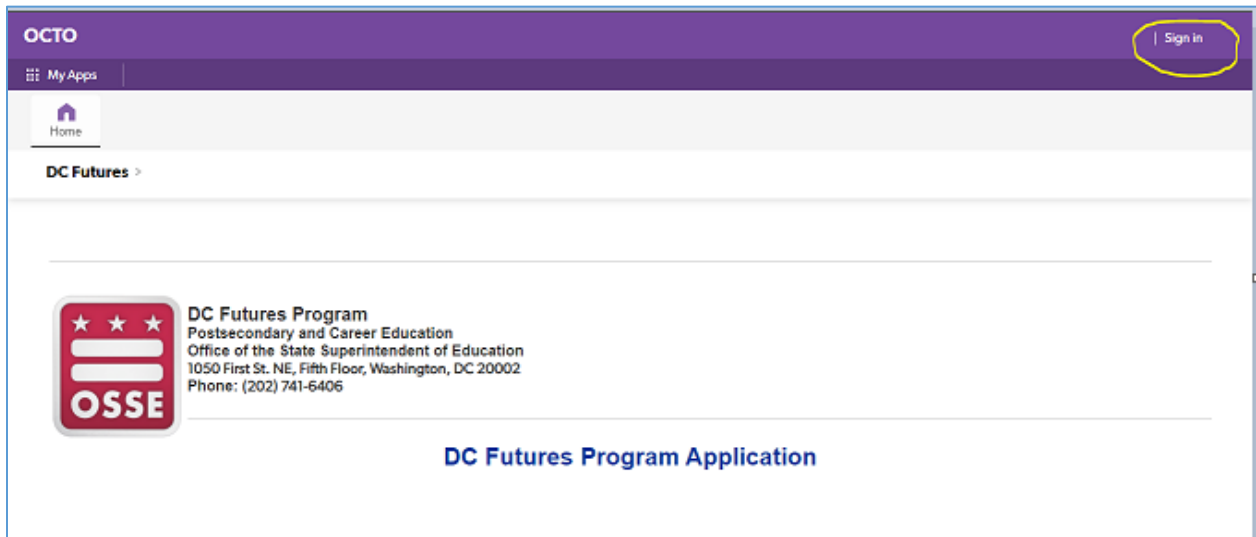 OCTO
| Sign in
My Apps
Home
DC Futures >
DC Futures Program
Postsecondary and Career Education
Office of the State Superintendent of Education
1050 First St. NE, Fifth Floor, Washington, DC 20002
Phone: (202) 741-6406
OSSE
DC Futures Program Application